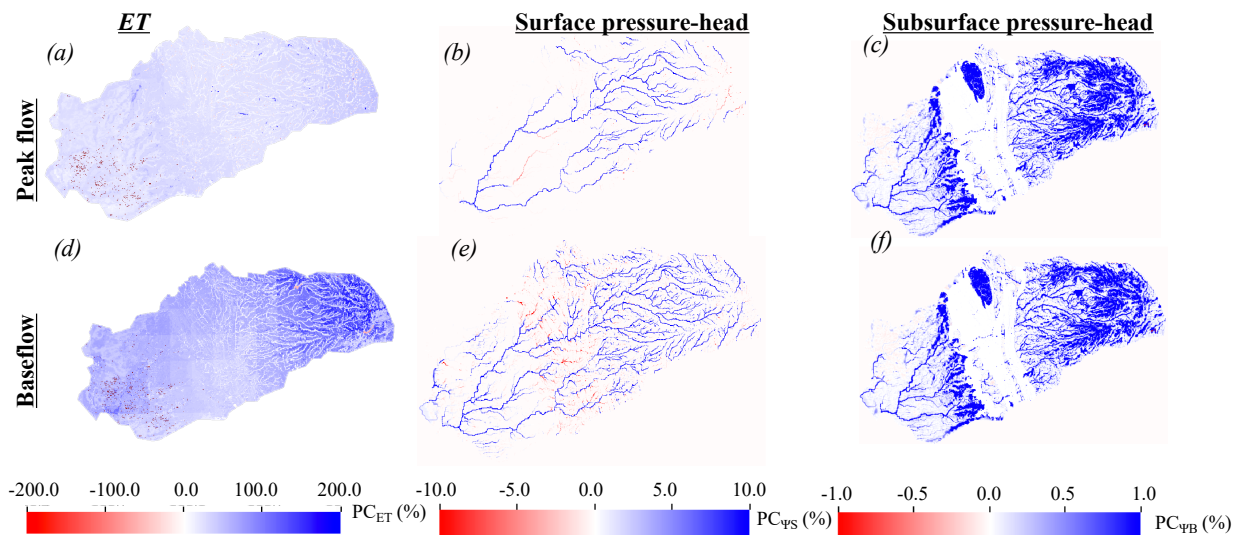 ET Surface pressure-head Subsurface pressure-head
(a) (b) (c)
Peak flow
(d) (e) (f)
Baseflow
-200.0 -100.0 0.0 100.0 200.0 -10.0 -5.0 0.0 5.0 10.0 -1.0 -0.5 0.0 0.5 1.0
PC_ET (%) PC_ΨS (%) PC_ΨB (%)